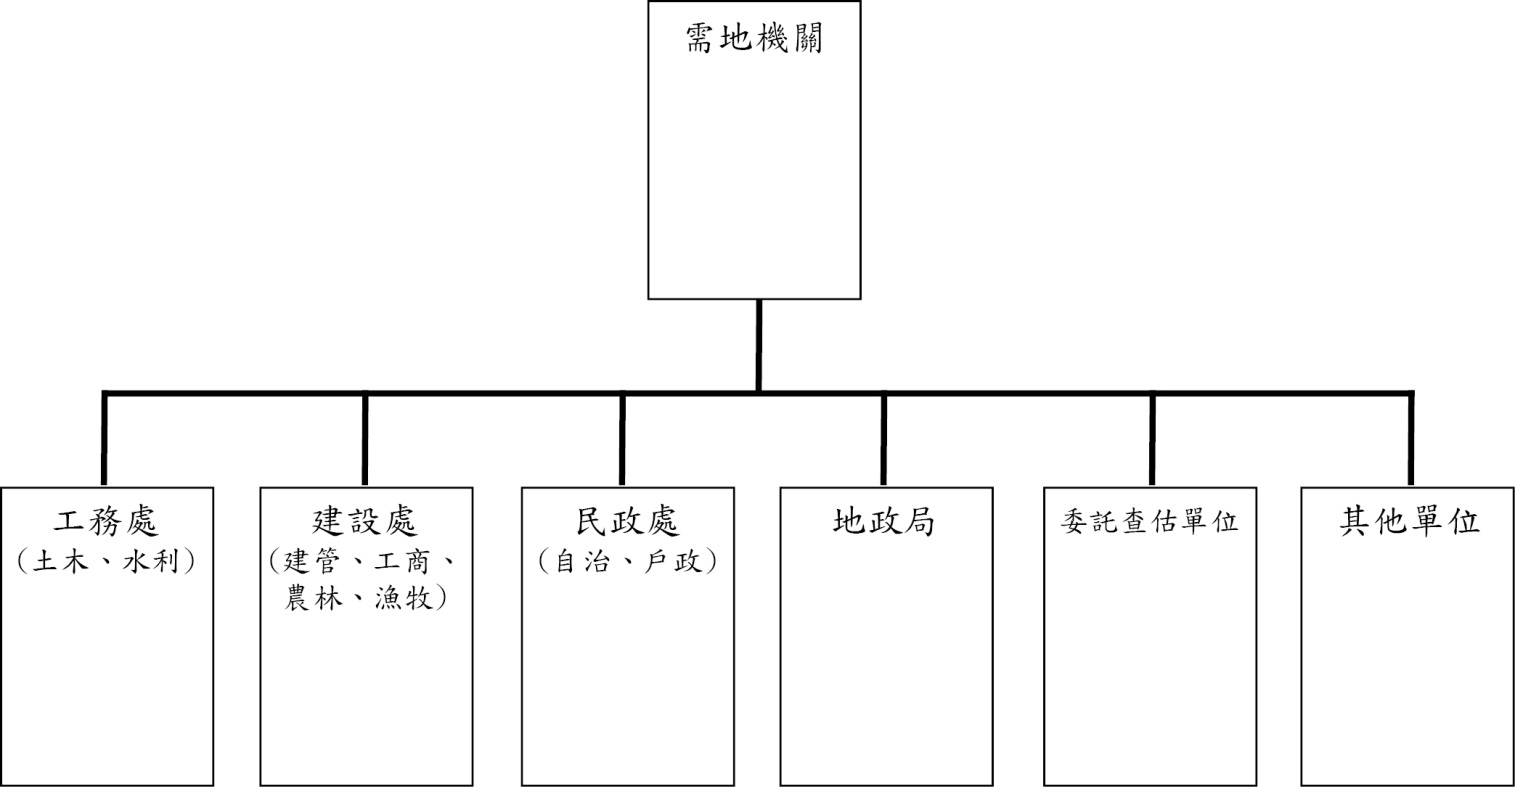 需地機關
工務處
（土木、水利）
建設處
（建管、工商、
農林、漁牧）
民政處
（自治、戶政）
地政局
委託查估單位
其他單位